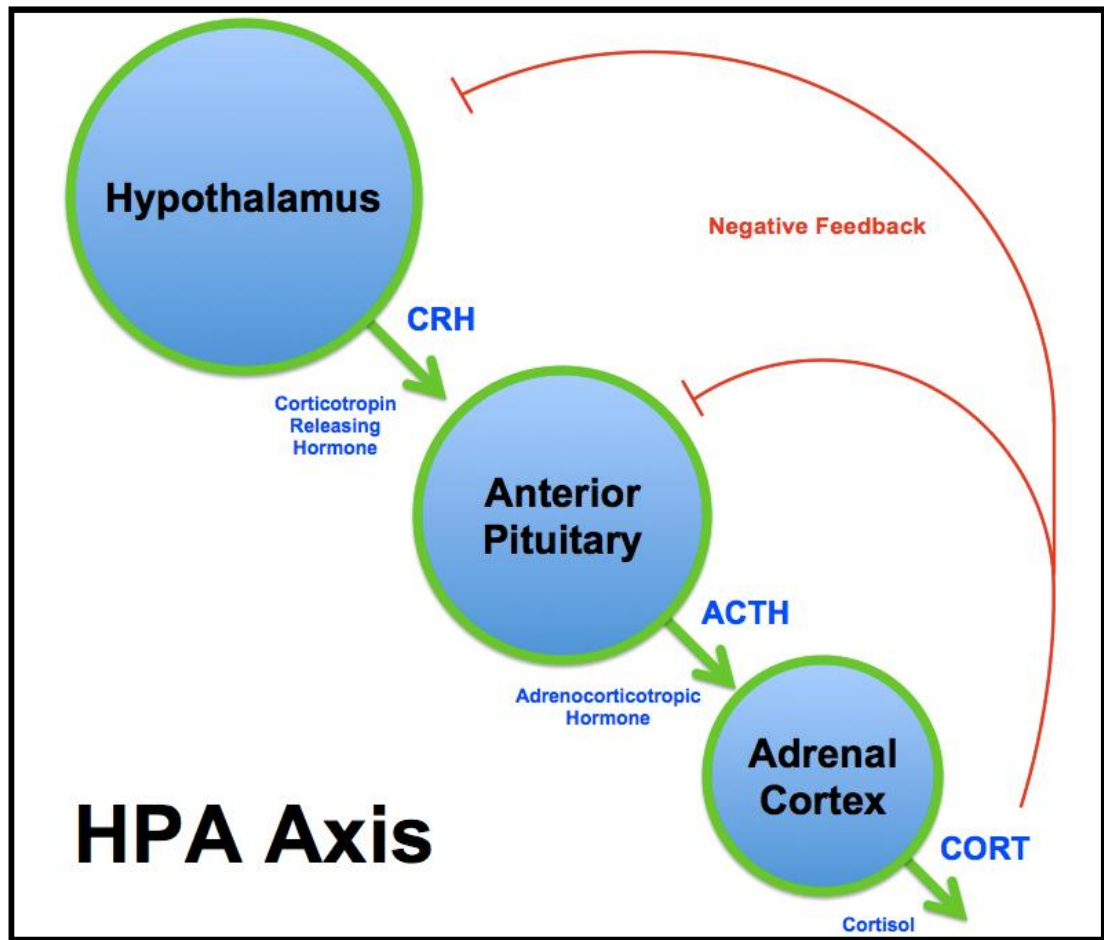 Hypothalamus
Negative Feedback
CRH
Corticotropin
Releasing
Hormone
Anterior
Pituitary
ACTH
Adrenocorticotropic
Hormone
Adrenal
Cortex
HPA Axis
CORT
Cortisol